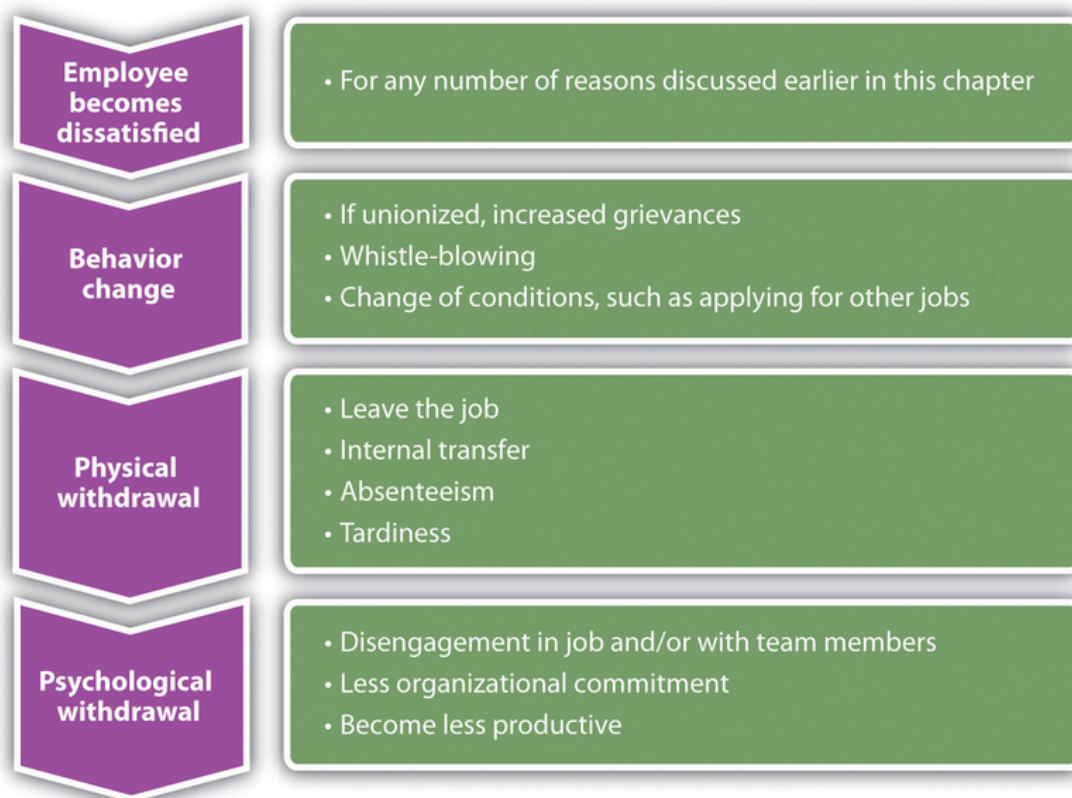 Employee
becomes
dissatisfied
• For any number of reasons discussed earlier in this chapter
Behavior
change
• If unionized, increased grievances
• Whistle-blowing
• Change of conditions, such as applying for other jobs
Physical
withdrawal
• Leave the job
• Internal transfer
• Absenteeism
• Tardiness
Psychological
withdrawal
• Disengagement in job and/or with team members
• Less organizational commitment
• Become less productive